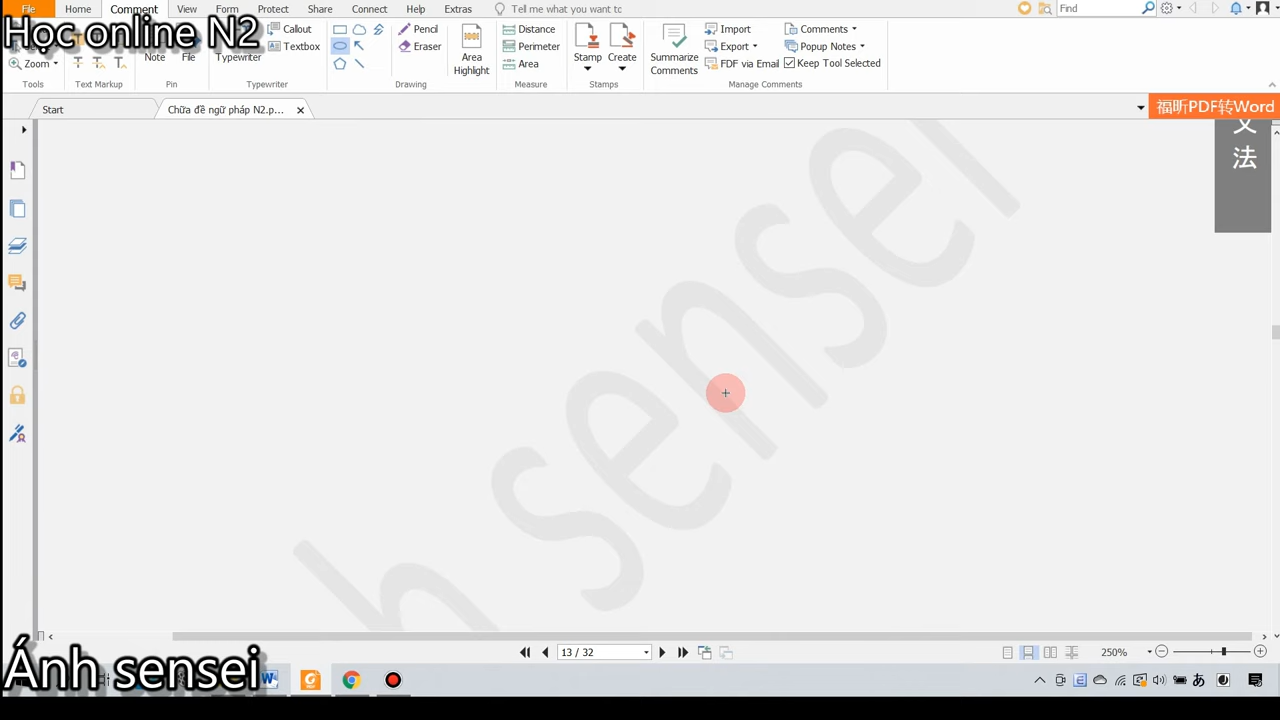 File Home Comment View Form Protect Share Connect Help Extras Tell me what you want tc Find
Học online N2
Callout Pencil Distance Import Comments
Textbox Eraser Perimeter Export Popup Notes
Zoom Typewriter Note File Area Highlight Area Stamp Create Summarize Comments FDF via Email Keep Tool Selected
Tools Text Markup Pin Typewriter Drawing Measure Stamps Manage Comments
Start Chữa đề ngữ pháp N2.p... 福昕PDF转Word
法
h sensei
13 / 32 250%
Ánh sensei